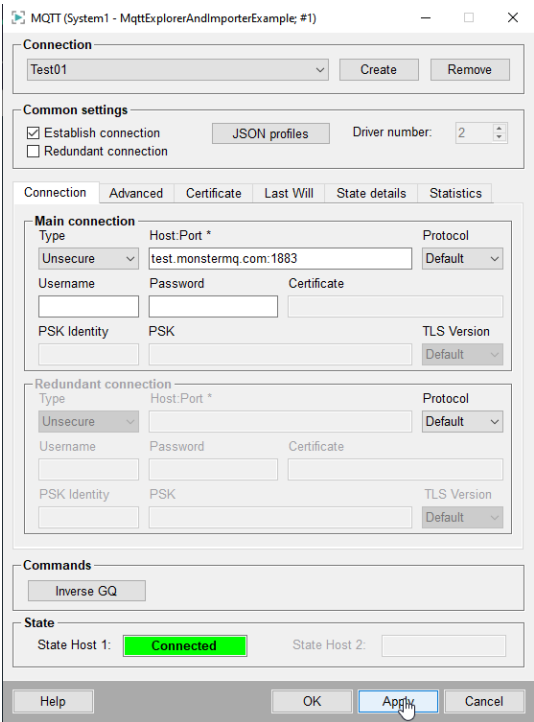 MQTT (System1 - MqttExplorerAndImporterExample; #1)
Connection
Test01 Create Remove
Common settings
Establish connection JSON profiles Driver number: 2
Redundant connection
Connection Advanced Certificate Last Will State details Statistics
Main connection
Type Host:Port * Protocol
Unsecure test.monstermq.com:1883 Default
Username Password Certificate
PSK Identity PSK TLS Version
Default
Redundant connection
Type Host:Port * Protocol
Unsecure Default
Username Password Certificate
PSK Identity PSK TLS Version
Default
Commands
Inverse GQ
State
State Host 1: Connected State Host 2:
Help OK Apply Cancel